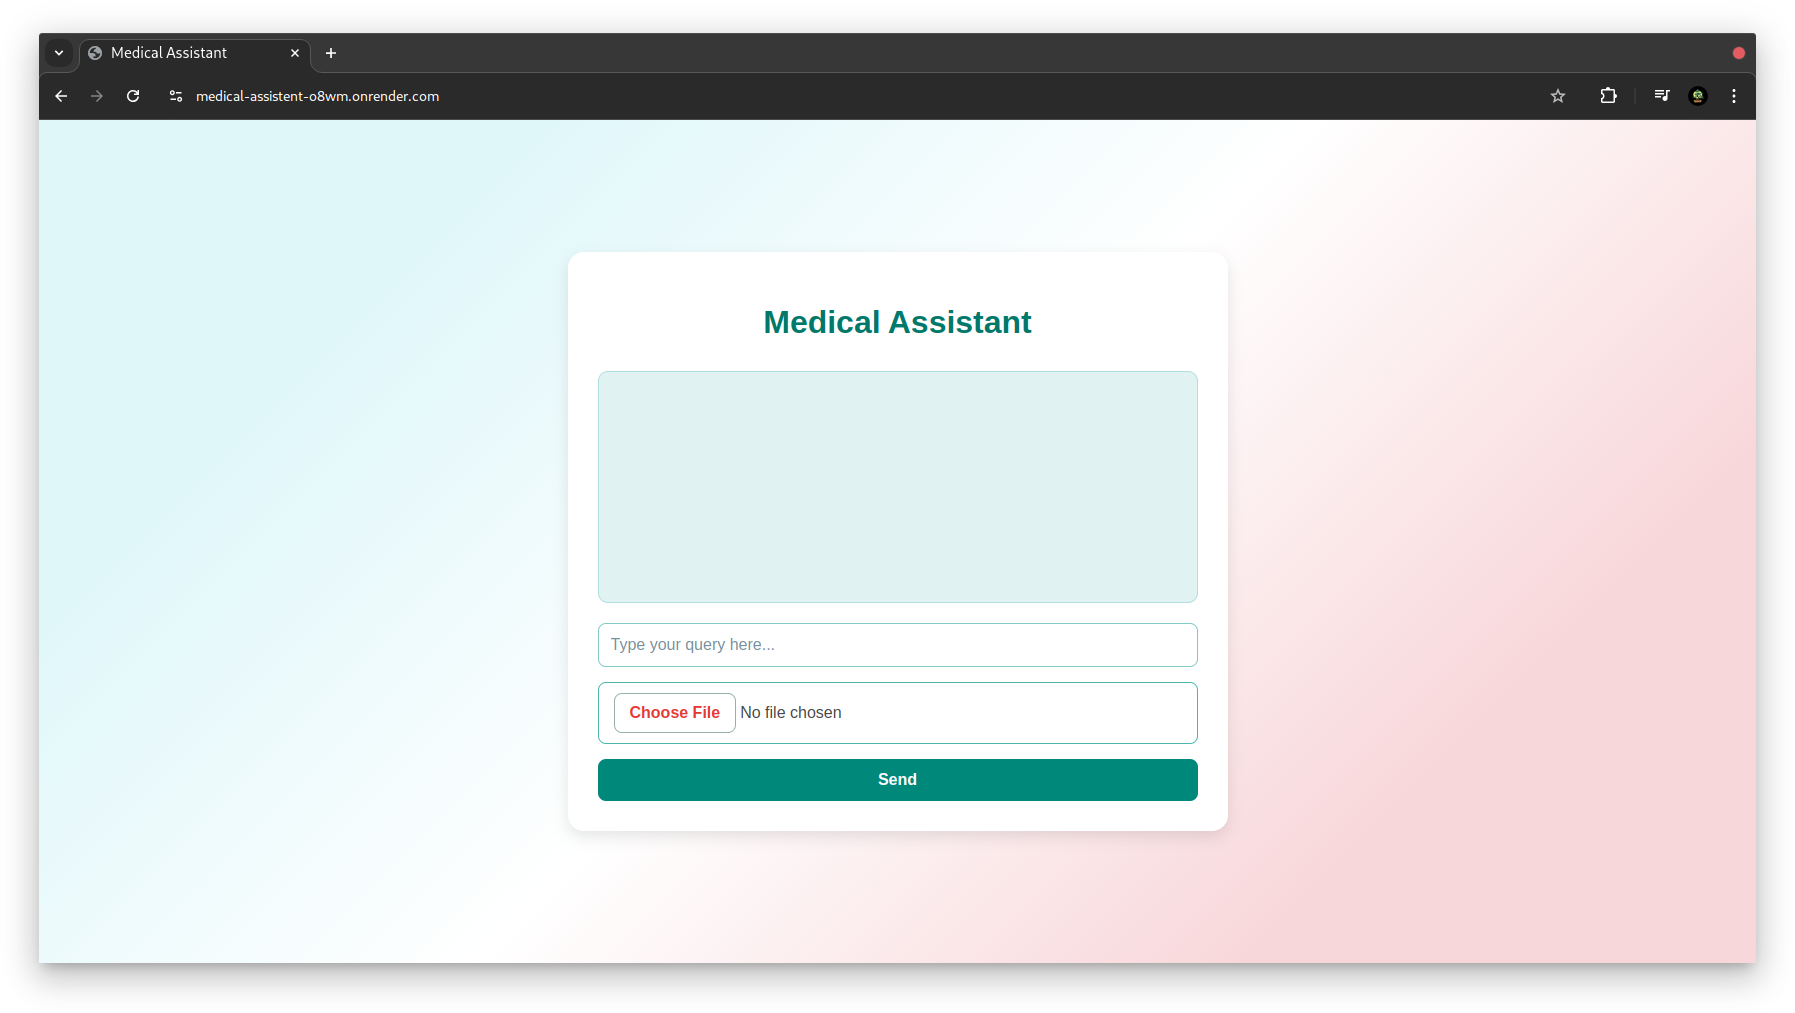 Medical Assistant
medical-assistent-o8wm.onrender.com
Medical Assistant
Type your query here...
Choose File No file chosen
Send